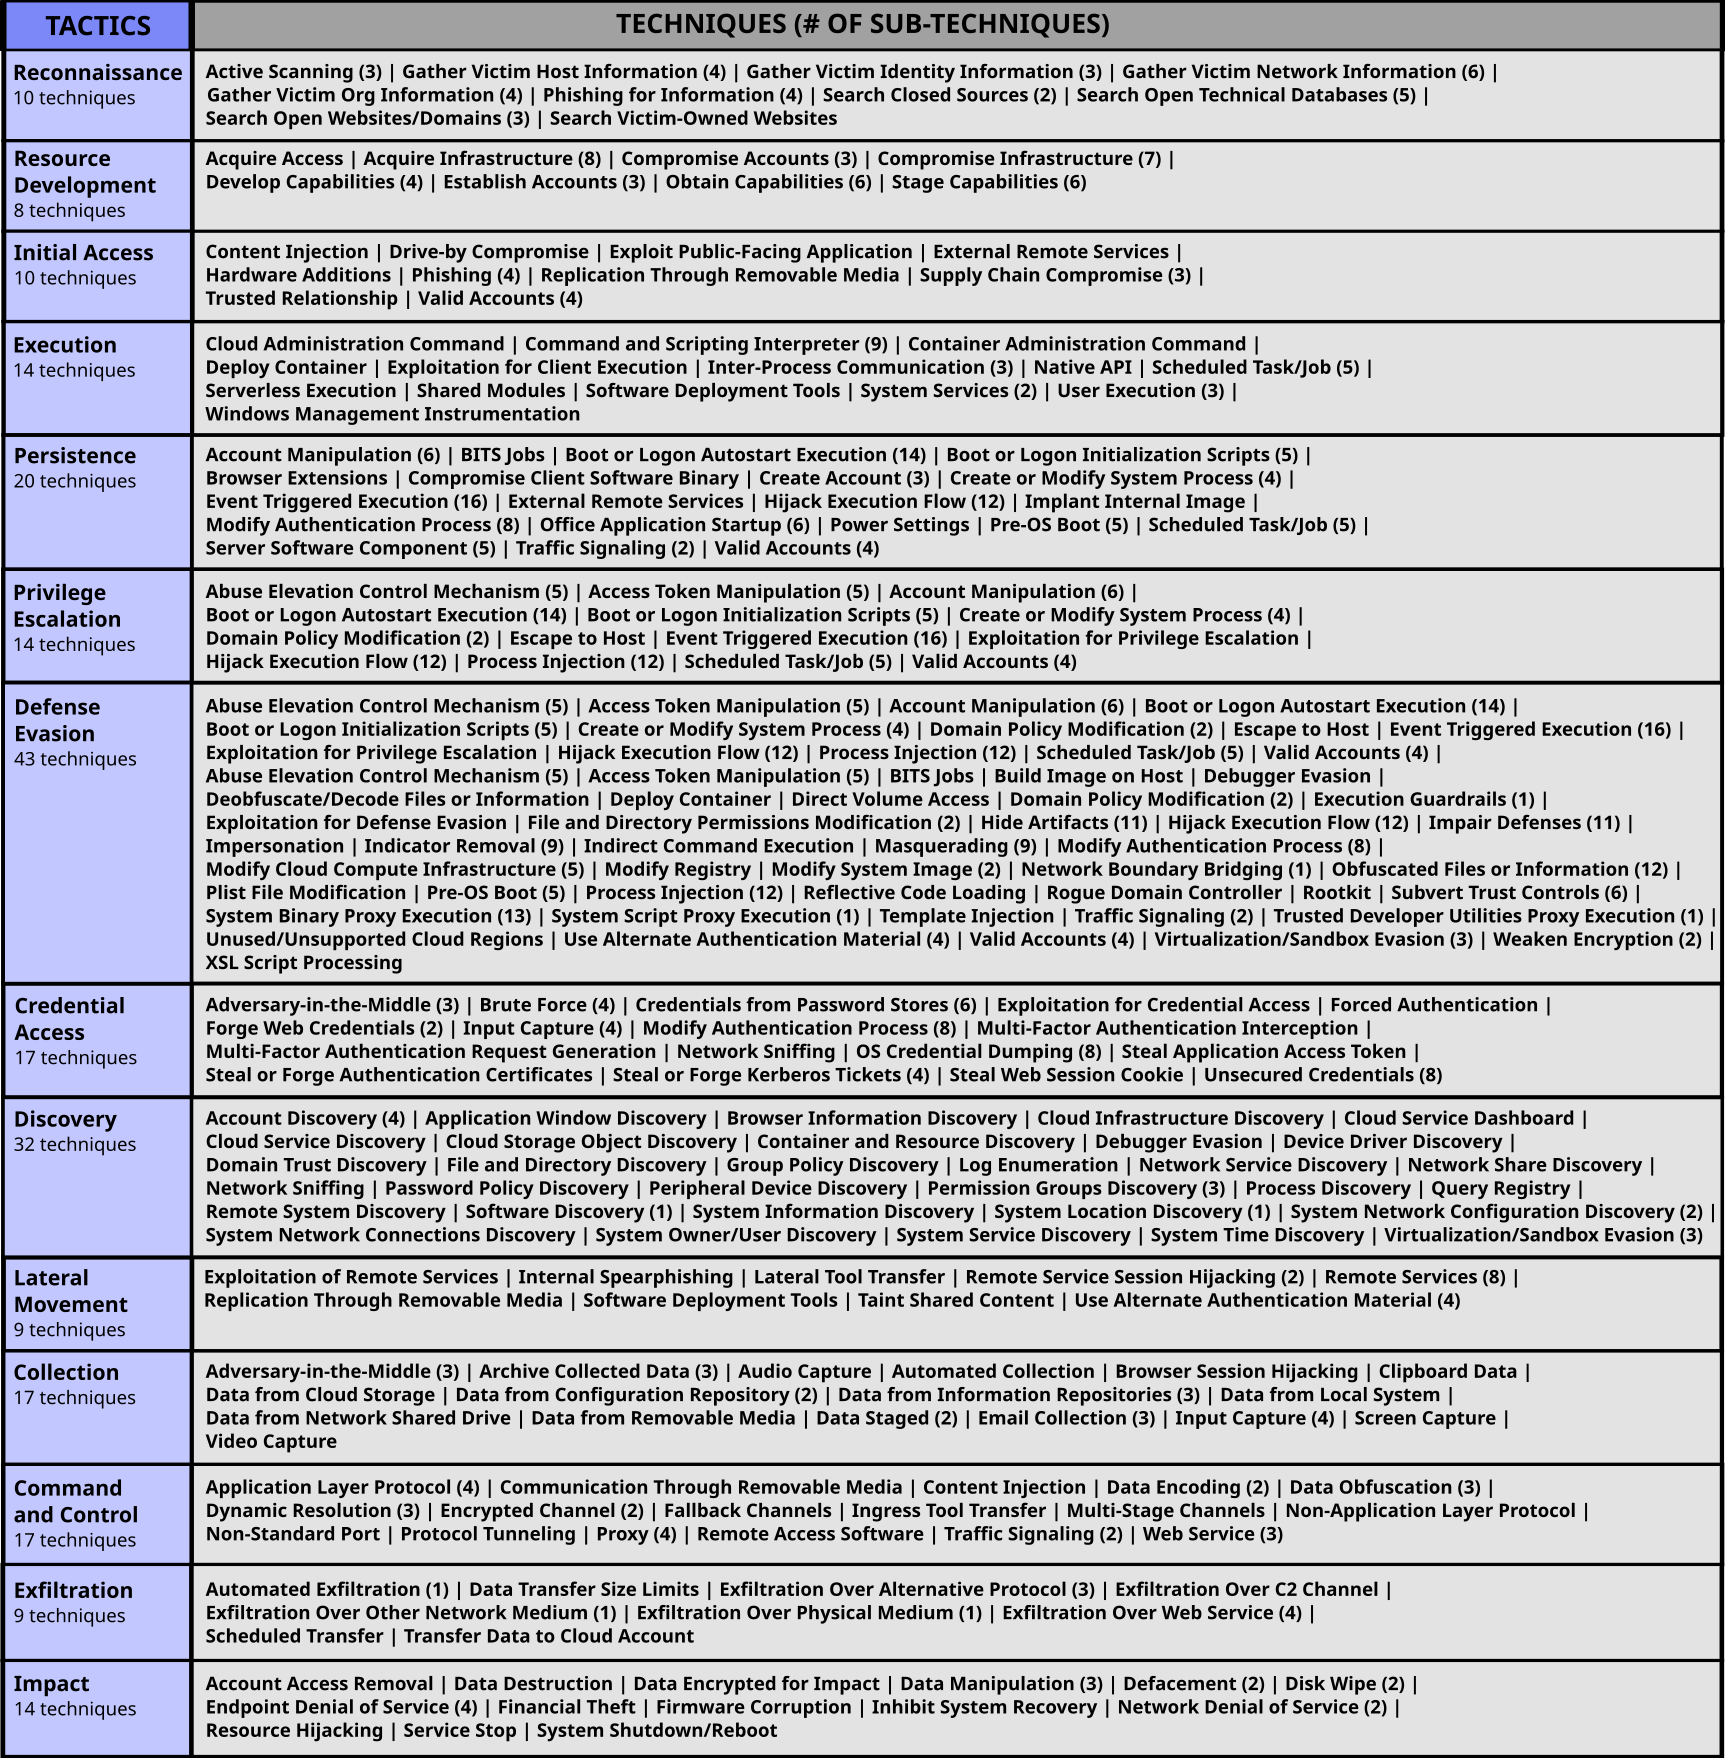 TACTICS
TECHNIQUES (# OF SUB-TECHNIQUES)
Reconnaissance
10 techniques
Active Scanning (3) | Gather Victim Host Information (4) | Gather Victim Identity Information (3) | Gather Victim Network Information (6) |
Gather Victim Org Information (4) | Phishing for Information (4) | Search Closed Sources (2) | Search Open Technical Databases (5) |
Search Open Websites/Domains (3) | Search Victim-Owned Websites
Resource
Development
8 techniques
Acquire Access | Acquire Infrastructure (8) | Compromise Accounts (3) | Compromise Infrastructure (7) |
Develop Capabilities (4) | Establish Accounts (3) | Obtain Capabilities (6) | Stage Capabilities (6)
Initial Access
10 techniques
Content Injection | Drive-by Compromise | Exploit Public-Facing Application | External Remote Services |
Hardware Additions | Phishing (4) | Replication Through Removable Media | Supply Chain Compromise (3) |
Trusted Relationship | Valid Accounts (4)
Execution
14 techniques
Cloud Administration Command | Command and Scripting Interpreter (9) | Container Administration Command |
Deploy Container | Exploitation for Client Execution | Inter-Process Communication (3) | Native API | Scheduled Task/Job (5) |
Serverless Execution | Shared Modules | Software Deployment Tools | System Services (2) | User Execution (3) |
Windows Management Instrumentation
Persistence
20 techniques
Account Manipulation (6) | BITS Jobs | Boot or Logon Autostart Execution (14) | Boot or Logon Initialization Scripts (5) |
Browser Extensions | Compromise Client Software Binary | Create Account (3) | Create or Modify System Process (4) |
Event Triggered Execution (16) | External Remote Services | Hijack Execution Flow (12) | Implant Internal Image |
Modify Authentication Process (8) | Office Application Startup (6) | Power Settings | Pre-OS Boot (5) | Scheduled Task/Job (5) |
Server Software Component (5) | Traffic Signaling (2) | Valid Accounts (4)
Privilege
Escalation
14 techniques
Abuse Elevation Control Mechanism (5) | Access Token Manipulation (5) | Account Manipulation (6) |
Boot or Logon Autostart Execution (14) | Boot or Logon Initialization Scripts (5) | Create or Modify System Process (4) |
Domain Policy Modification (2) | Escape to Host | Event Triggered Execution (16) | Exploitation for Privilege Escalation |
Hijack Execution Flow (12) | Process Injection (12) | Scheduled Task/Job (5) | Valid Accounts (4)
Defense
Evasion
43 techniques
Abuse Elevation Control Mechanism (5) | Access Token Manipulation (5) | Account Manipulation (6) | Boot or Logon Autostart Execution (14) |
Boot or Logon Initialization Scripts (5) | Create or Modify System Process (4) | Domain Policy Modification (2) | Escape to Host | Event Triggered Execution (16) |
Exploitation for Privilege Escalation | Hijack Execution Flow (12) | Process Injection (12) | Scheduled Task/Job (5) | Valid Accounts (4) |
Abuse Elevation Control Mechanism (5) | Access Token Manipulation (5) | BITS Jobs | Build Image on Host | Debugger Evasion |
Deobfuscate/Decode Files or Information | Deploy Container | Direct Volume Access | Domain Policy Modification (2) | Execution Guardrails (1) |
Exploitation for Defense Evasion | File and Directory Permissions Modification (2) | Hide Artifacts (11) | Hijack Execution Flow (12) | Impair Defenses (11) |
Impersonation | Indicator Removal (9) | Indirect Command Execution | Masquerading (9) | Modify Authentication Process (8) |
Modify Cloud Compute Infrastructure (5) | Modify Registry | Modify System Image (2) | Network Boundary Bridging (1) | Obfuscated Files or Information (12) |
Plist File Modification | Pre-OS Boot (5) | Process Injection (12) | Reflective Code Loading | Rogue Domain Controller | Rootkit | Subvert Trust Controls (6) |
System Binary Proxy Execution (13) | System Script Proxy Execution (1) | Template Injection | Traffic Signaling (2) | Trusted Developer Utilities Proxy Execution (1) |
Unused/Unsupported Cloud Regions | Use Alternate Authentication Material (4) | Valid Accounts (4) | Virtualization/Sandbox Evasion (3) | Weaken Encryption (2) |
XSL Script Processing
Credential
Access
17 techniques
Adversary-in-the-Middle (3) | Brute Force (4) | Credentials from Password Stores (6) | Exploitation for Credential Access | Forced Authentication |
Forge Web Credentials (2) | Input Capture (4) | Modify Authentication Process (8) | Multi-Factor Authentication Interception |
Multi-Factor Authentication Request Generation | Network Sniffing | OS Credential Dumping (8) | Steal Application Access Token |
Steal or Forge Authentication Certificates | Steal or Forge Kerberos Tickets (4) | Steal Web Session Cookie | Unsecured Credentials (8)
Discovery
32 techniques
Account Discovery (4) | Application Window Discovery | Browser Information Discovery | Cloud Infrastructure Discovery | Cloud Service Dashboard |
Cloud Service Discovery | Cloud Storage Object Discovery | Container and Resource Discovery | Debugger Evasion | Device Driver Discovery |
Domain Trust Discovery | File and Directory Discovery | Group Policy Discovery | Log Enumeration | Network Service Discovery | Network Share Discovery |
Network Sniffing | Password Policy Discovery | Peripheral Device Discovery | Permission Groups Discovery (3) | Process Discovery | Query Registry |
Remote System Discovery | Software Discovery (1) | System Information Discovery | System Location Discovery (1) | System Network Configuration Discovery (2) |
System Network Connections Discovery | System Owner/User Discovery | System Service Discovery | System Time Discovery | Virtualization/Sandbox Evasion (3)
Lateral
Movement
9 techniques
Exploitation of Remote Services | Internal Spearphishing | Lateral Tool Transfer | Remote Service Session Hijacking (2) | Remote Services (8) |
Replication Through Removable Media | Software Deployment Tools | Taint Shared Content | Use Alternate Authentication Material (4)
Collection
17 techniques
Adversary-in-the-Middle (3) | Archive Collected Data (3) | Audio Capture | Automated Collection | Browser Session Hijacking | Clipboard Data |
Data from Cloud Storage | Data from Configuration Repository (2) | Data from Information Repositories (3) | Data from Local System |
Data from Network Shared Drive | Data from Removable Media | Data Staged (2) | Email Collection (3) | Input Capture (4) | Screen Capture |
Video Capture
Command
and Control
17 techniques
Application Layer Protocol (4) | Communication Through Removable Media | Content Injection | Data Encoding (2) | Data Obfuscation (3) |
Dynamic Resolution (3) | Encrypted Channel (2) | Fallback Channels | Ingress Tool Transfer | Multi-Stage Channels | Non-Application Layer Protocol |
Non-Standard Port | Protocol Tunneling | Proxy (4) | Remote Access Software | Traffic Signaling (2) | Web Service (3)
Exfiltration
9 techniques
Automated Exfiltration (1) | Data Transfer Size Limits | Exfiltration Over Alternative Protocol (3) | Exfiltration Over C2 Channel |
Exfiltration Over Other Network Medium (1) | Exfiltration Over Physical Medium (1) | Exfiltration Over Web Service (4) |
Scheduled Transfer | Transfer Data to Cloud Account
Impact
14 techniques
Account Access Removal | Data Destruction | Data Encrypted for Impact | Data Manipulation (3) | Defacement (2) | Disk Wipe (2) |
Endpoint Denial of Service (4) | Financial Theft | Firmware Corruption | Inhibit System Recovery | Network Denial of Service (2) |
Resource Hijacking | Service Stop | System Shutdown/Reboot